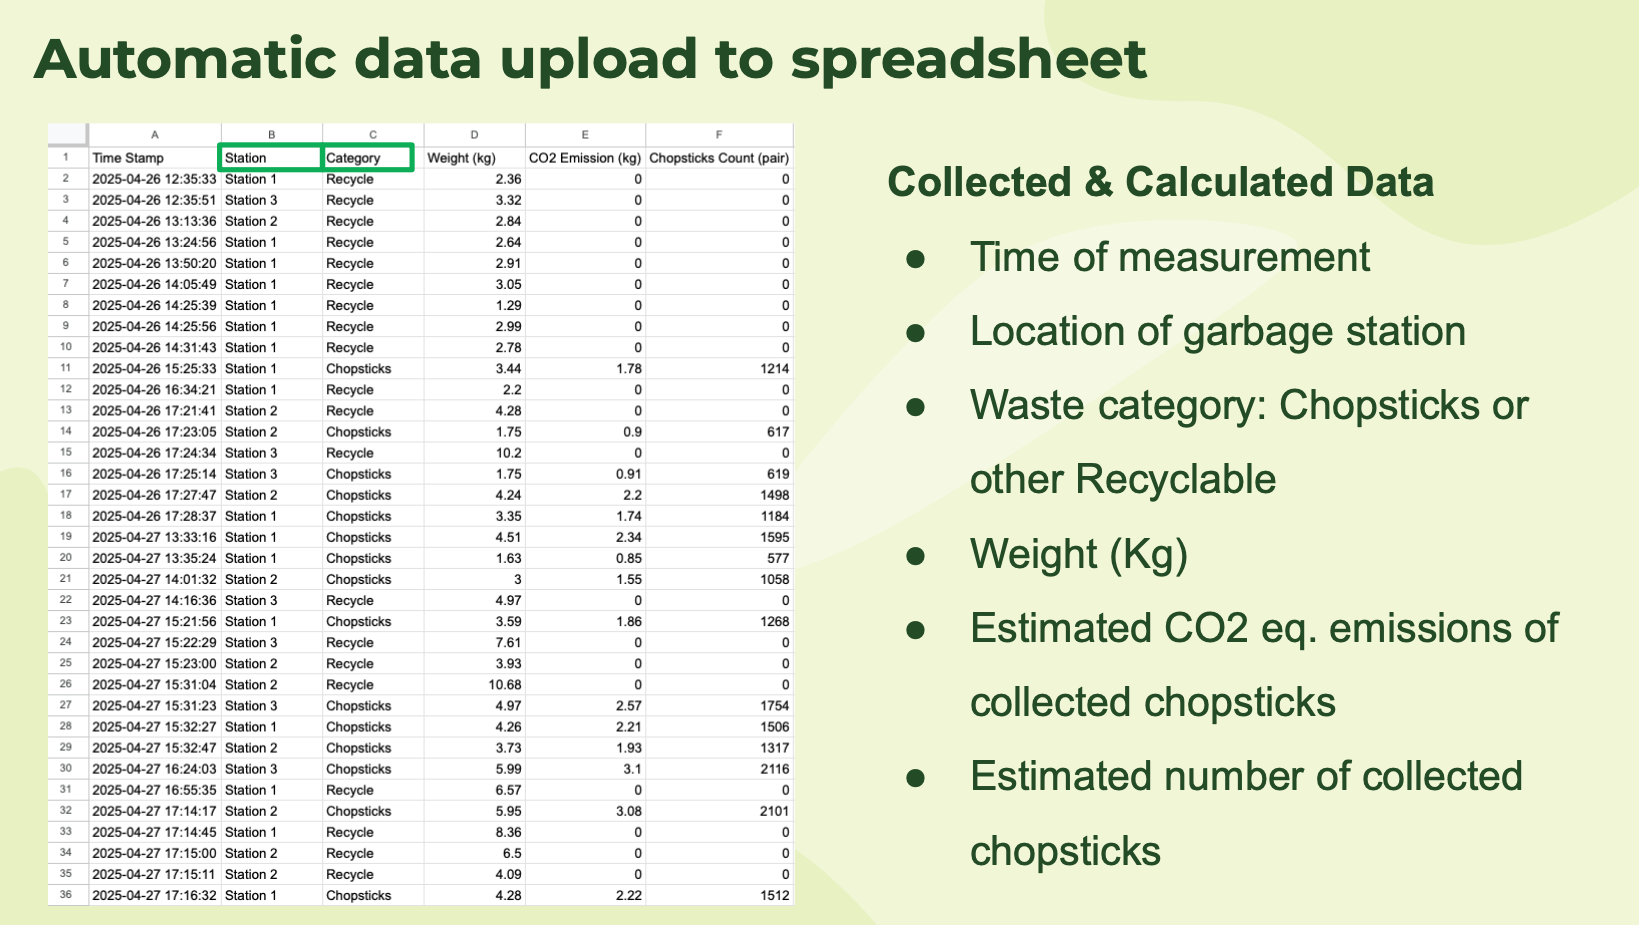 Automatic data upload to spreadsheet
A B C D E F
1 Time Stamp Station Category Weight (kg) CO2 Emission (kg) Chopsticks Count (pair)
2 2025-04-26 12:35:33 Station 1 Recycle 2.36 0 0
3 2025-04-26 12:35:51 Station 3 Recycle 3.32 0 0
4 2025-04-26 13:13:36 Station 2 Recycle 2.84 0 0
5 2025-04-26 13:24:56 Station 1 Recycle 2.64 0 0
6 2025-04-26 13:50:20 Station 1 Recycle 2.91 0 0
7 2025-04-26 14:05:49 Station 1 Recycle 3.05 0 0
8 2025-04-26 14:25:39 Station 1 Recycle 1.29 0 0
9 2025-04-26 14:25:56 Station 1 Recycle 2.99 0 0
10 2025-04-26 14:31:43 Station 1 Recycle 2.78 0 0
11 2025-04-26 15:25:33 Station 1 Chopsticks 3.44 1.78 1214
12 2025-04-26 16:34:21 Station 1 Recycle 2.2 0 0
13 2025-04-26 17:21:41 Station 2 Recycle 4.28 0 0
14 2025-04-26 17:23:05 Station 2 Chopsticks 1.75 0.9 617
15 2025-04-26 17:24:34 Station 3 Recycle 10.2 0 0
16 2025-04-26 17:25:14 Station 3 Chopsticks 1.75 0.91 619
17 2025-04-26 17:27:47 Station 2 Chopsticks 4.24 2.2 1498
18 2025-04-26 17:28:37 Station 1 Chopsticks 3.35 1.74 1184
19 2025-04-27 13:33:16 Station 1 Chopsticks 4.51 2.34 1595
20 2025-04-27 13:35:24 Station 1 Chopsticks 1.63 0.85 577
21 2025-04-27 14:01:32 Station 2 Chopsticks 3 1.55 1058
22 2025-04-27 14:16:36 Station 3 Recycle 4.97 0 0
23 2025-04-27 15:21:56 Station 1 Chopsticks 3.59 1.86 1268
24 2025-04-27 15:22:29 Station 3 Recycle 7.61 0 0
25 2025-04-27 15:23:00 Station 2 Recycle 3.93 0 0
26 2025-04-27 15:31:04 Station 2 Recycle 10.68 0 0
27 2025-04-27 15:31:23 Station 3 Chopsticks 4.97 2.57 1754
28 2025-04-27 15:32:27 Station 1 Chopsticks 4.26 2.21 1506
29 2025-04-27 15:32:47 Station 2 Chopsticks 3.73 1.93 1317
30 2025-04-27 16:24:03 Station 3 Chopsticks 5.99 3.1 2116
31 2025-04-27 16:55:35 Station 1 Recycle 6.57 0 0
32 2025-04-27 17:14:17 Station 2 Chopsticks 5.95 3.08 2101
33 2025-04-27 17:14:45 Station 1 Recycle 8.36 0 0
34 2025-04-27 17:15:00 Station 2 Recycle 6.5 0 0
35 2025-04-27 17:15:11 Station 2 Recycle 4.09 0 0
36 2025-04-27 17:16:32 Station 1 Chopsticks 4.28 2.22 1512
Collected & Calculated Data
● Time of measurement
● Location of garbage station
● Waste category: Chopsticks or
other Recyclable
● Weight (Kg)
● Estimated CO2 eq. emissions of
collected chopsticks
● Estimated number of collected
chopsticks